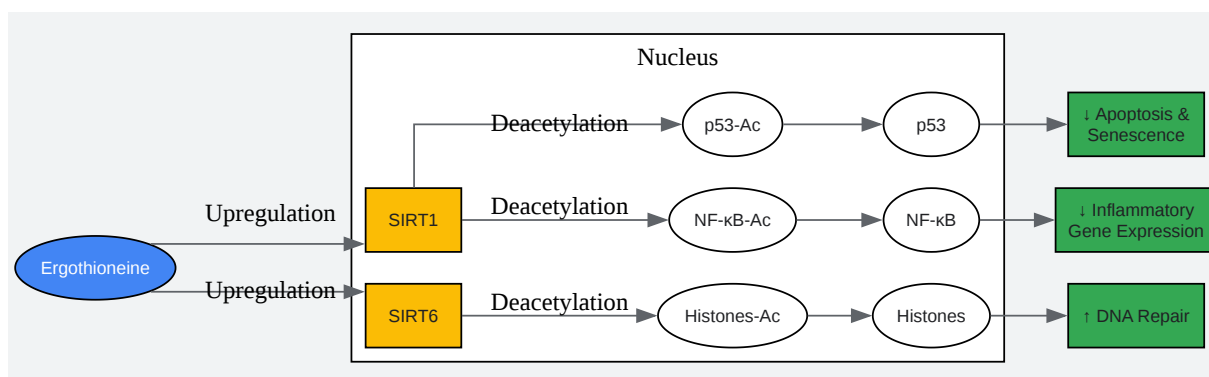 Nucleus
Deacetylation
p53-Ac
p53
↓ Apoptosis &
Senescence
Upregulation
SIRT1
Deacetylation
NF-κB-Ac
NF-κB
↓ Inflammatory
Gene Expression
Ergothioneine
Upregulation
SIRT6
Deacetylation
Histones-Ac
Histones
↑ DNA Repair